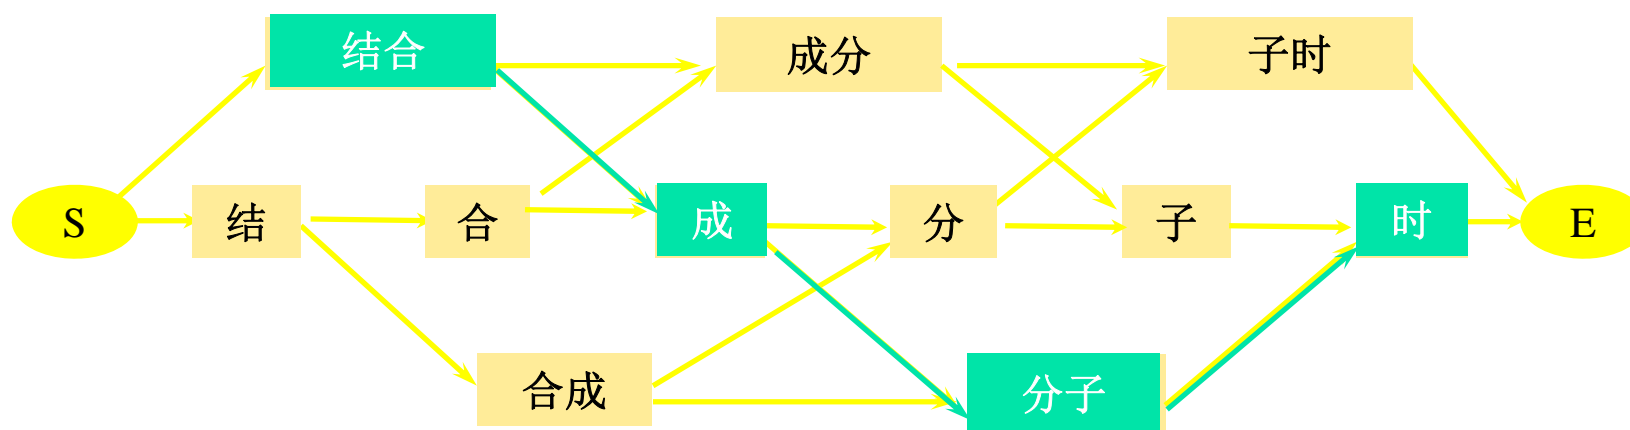 结合
成分
子时
S
结
合
成
分
子
时
E
合成
分子